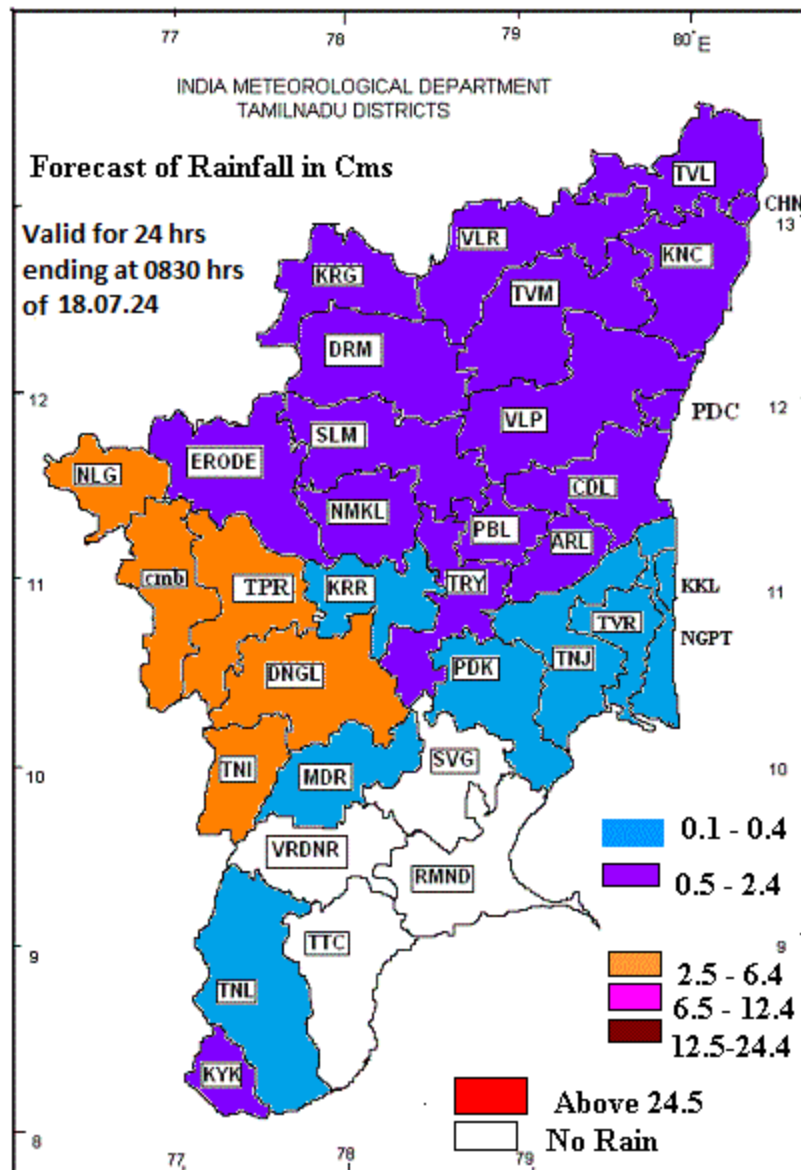 77 78 79 80°E
INDIA METEOROLOGICAL DEPARTMENT
TAMILNADU DISTRICTS
Forecast of Rainfall in Cms
TVL
CHN
13
Valid for 24 hrs
ending at 0830 hrs
of 18.07.24
VLR
KNC
KRG
TVM
DRM
12
12
PDC
VLP
SLM
ERODE
NLG
CDL
NMKL
PBL
ARL
11
cmb
TPR
KRR
TRY
KKL
11
TVR
NGPT
DNGL
PDK
TNJ
10
TNI
MDR
SVG
10
0.1 - 0.4
VRDNR
RMND
0.5 - 2.4
9
TTC
9
2.5 - 6.4
TNL
6.5 - 12.4
12.5-24.4
KYK
Above 24.5
8
No Rain
77 78 79